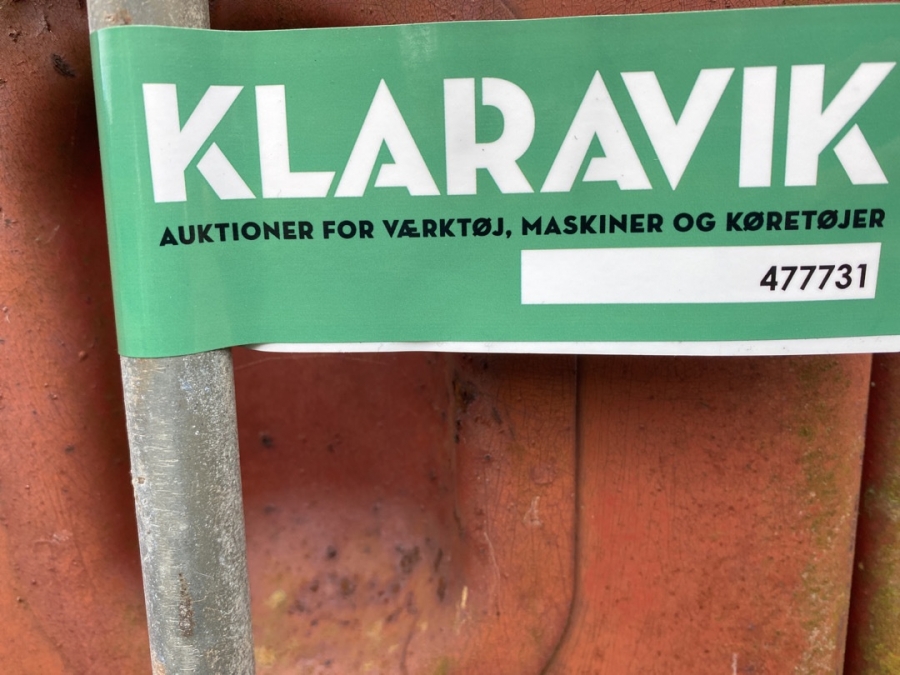 KLARAVIK
AUKTIONER FOR VÆRKTØJ, MASKINER OG KØRETØJER
477731